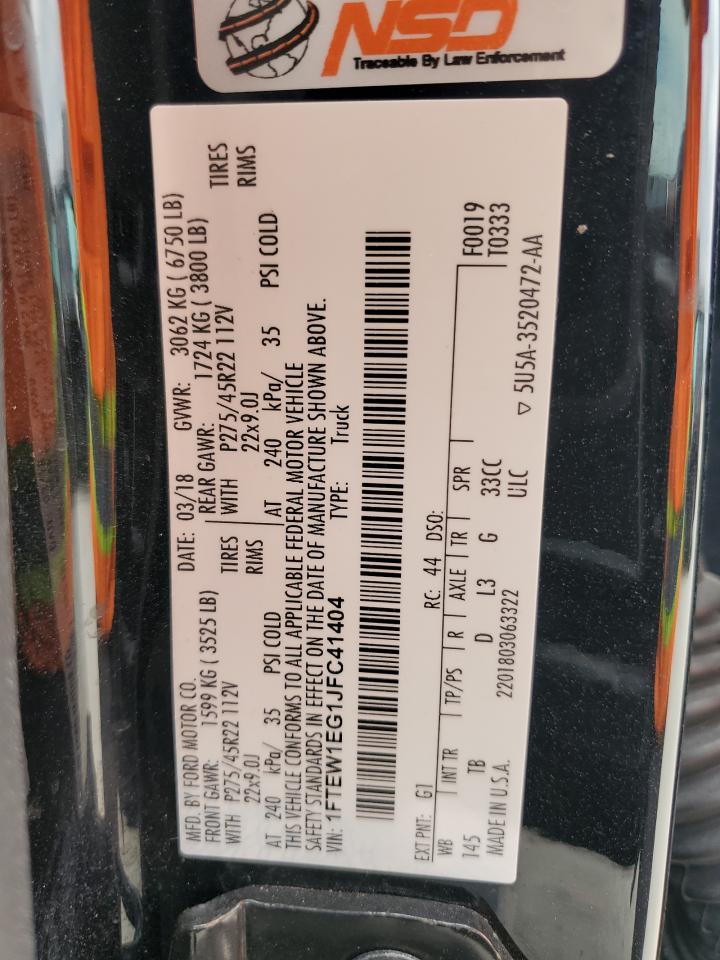 NSD
Traceable By Law Enforcement
MFD. BY FORD MOTOR CO.
DATE: 03/18 GVWR: 3062 KG ( 6750 LB)
FRONT GAWR: 1599 KG ( 3525 LB) REAR GAWR: 1724 KG ( 3800 LB)
WITH P275/45R22 112V TIRES WITH P275/45R22 112V TIRES
22x9.0J RIMS 22x9.0J RIMS
AT 240 kPa/ 35 PSI COLD AT 240 kPa/ 35 PSI COLD
THIS VEHICLE CONFORMS TO ALL APPLICABLE FEDERAL MOTOR VEHICLE
SAFETY STANDARDS IN EFFECT ON THE DATE OF MANUFACTURE SHOWN ABOVE.
VIN: 1FTEW1EG1JFC41404 TYPE: Truck
EXT PNT: G1 RC: 44 DSO:
WB INT TR TP/PS R AXLE TR SPR F0019
145 TB D L3 G 33CC T0333
MADE IN U.S.A. 2201803063322 ULC
▽ 5U5A-3520472-AA